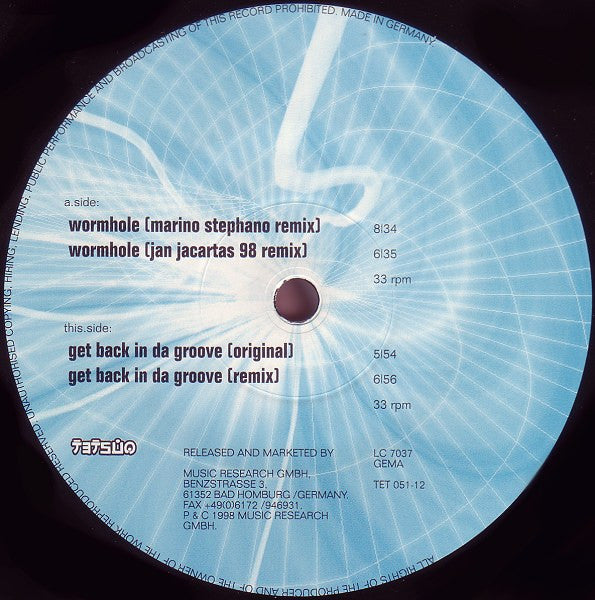 UNAUTHORISED COPYING, HIRING, LENDING, PUBLIC PERFORMANCE AND BROADCASTING OF THIS RECORD PROHIBITED. MADE IN GERMANY
a.side:
wormhole (marino stephano remix) 8|34
wormhole (jan jacartas 98 remix) 6|35
33 rpm
this.side:
get back in da groove (original) 5|54
get back in da groove (remix) 6|56
33 rpm
TETSUO
RELEASED AND MARKETED BY
MUSIC RESEARCH GMBH,
BENZSTRASSE 3.
61352 BAD HOMBURG /GERMANY.
FAX +49(0)6172 /946931.
P & C 1998 MUSIC RESEARCH
GMBH.
LC 7037
GEMA
TET 051-12
ALL RIGHTS OF THE PRODUCER AND OF THE OWNER OF THE WORK REPRODUCED RESERVED.